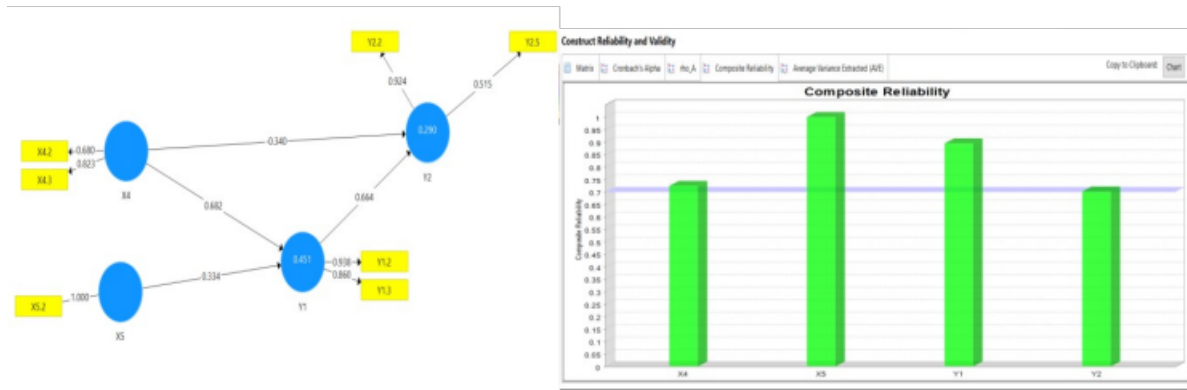 Y2.2
Y2.5
0.924
0.515
0.290
Y2
-0.340
X4.2
0.680
0.823
X4.3
X4
0.664
0.682
0.451
0.938
Y1.2
0.860
Y1.3
Y1
0.334
X5.2
1.000
X5
Construct Reliability and Validity
Matrix Cronbach's Alpha rho_A Composite Reliability Average Variance Extracted (AVE) Copy to Clipboard: Chart
Composite Reliability
Composite Reliability
1
0.95
0.9
0.85
0.8
0.75
0.7
0.65
0.6
0.55
0.5
0.45
0.4
0.35
0.3
0.25
0.2
0.15
0.1
0.05
0
X4 X5 Y1 Y2